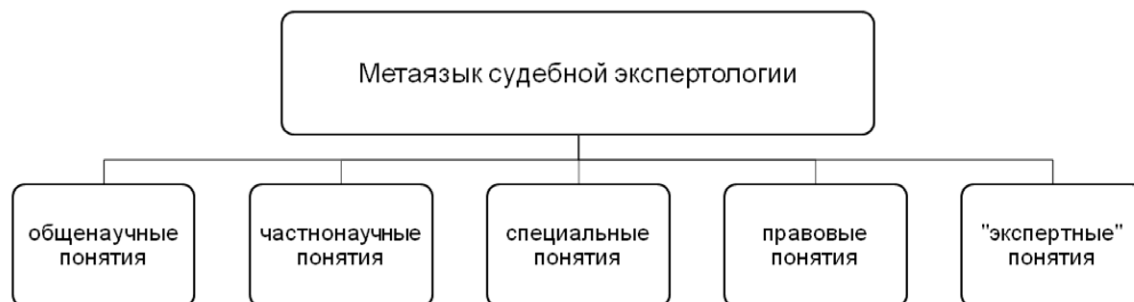 Метаязык судебной экспертологии
общенаучные
понятия
частнонаучные
понятия
специальные
понятия
правовые
понятия
"экспертные"
понятия